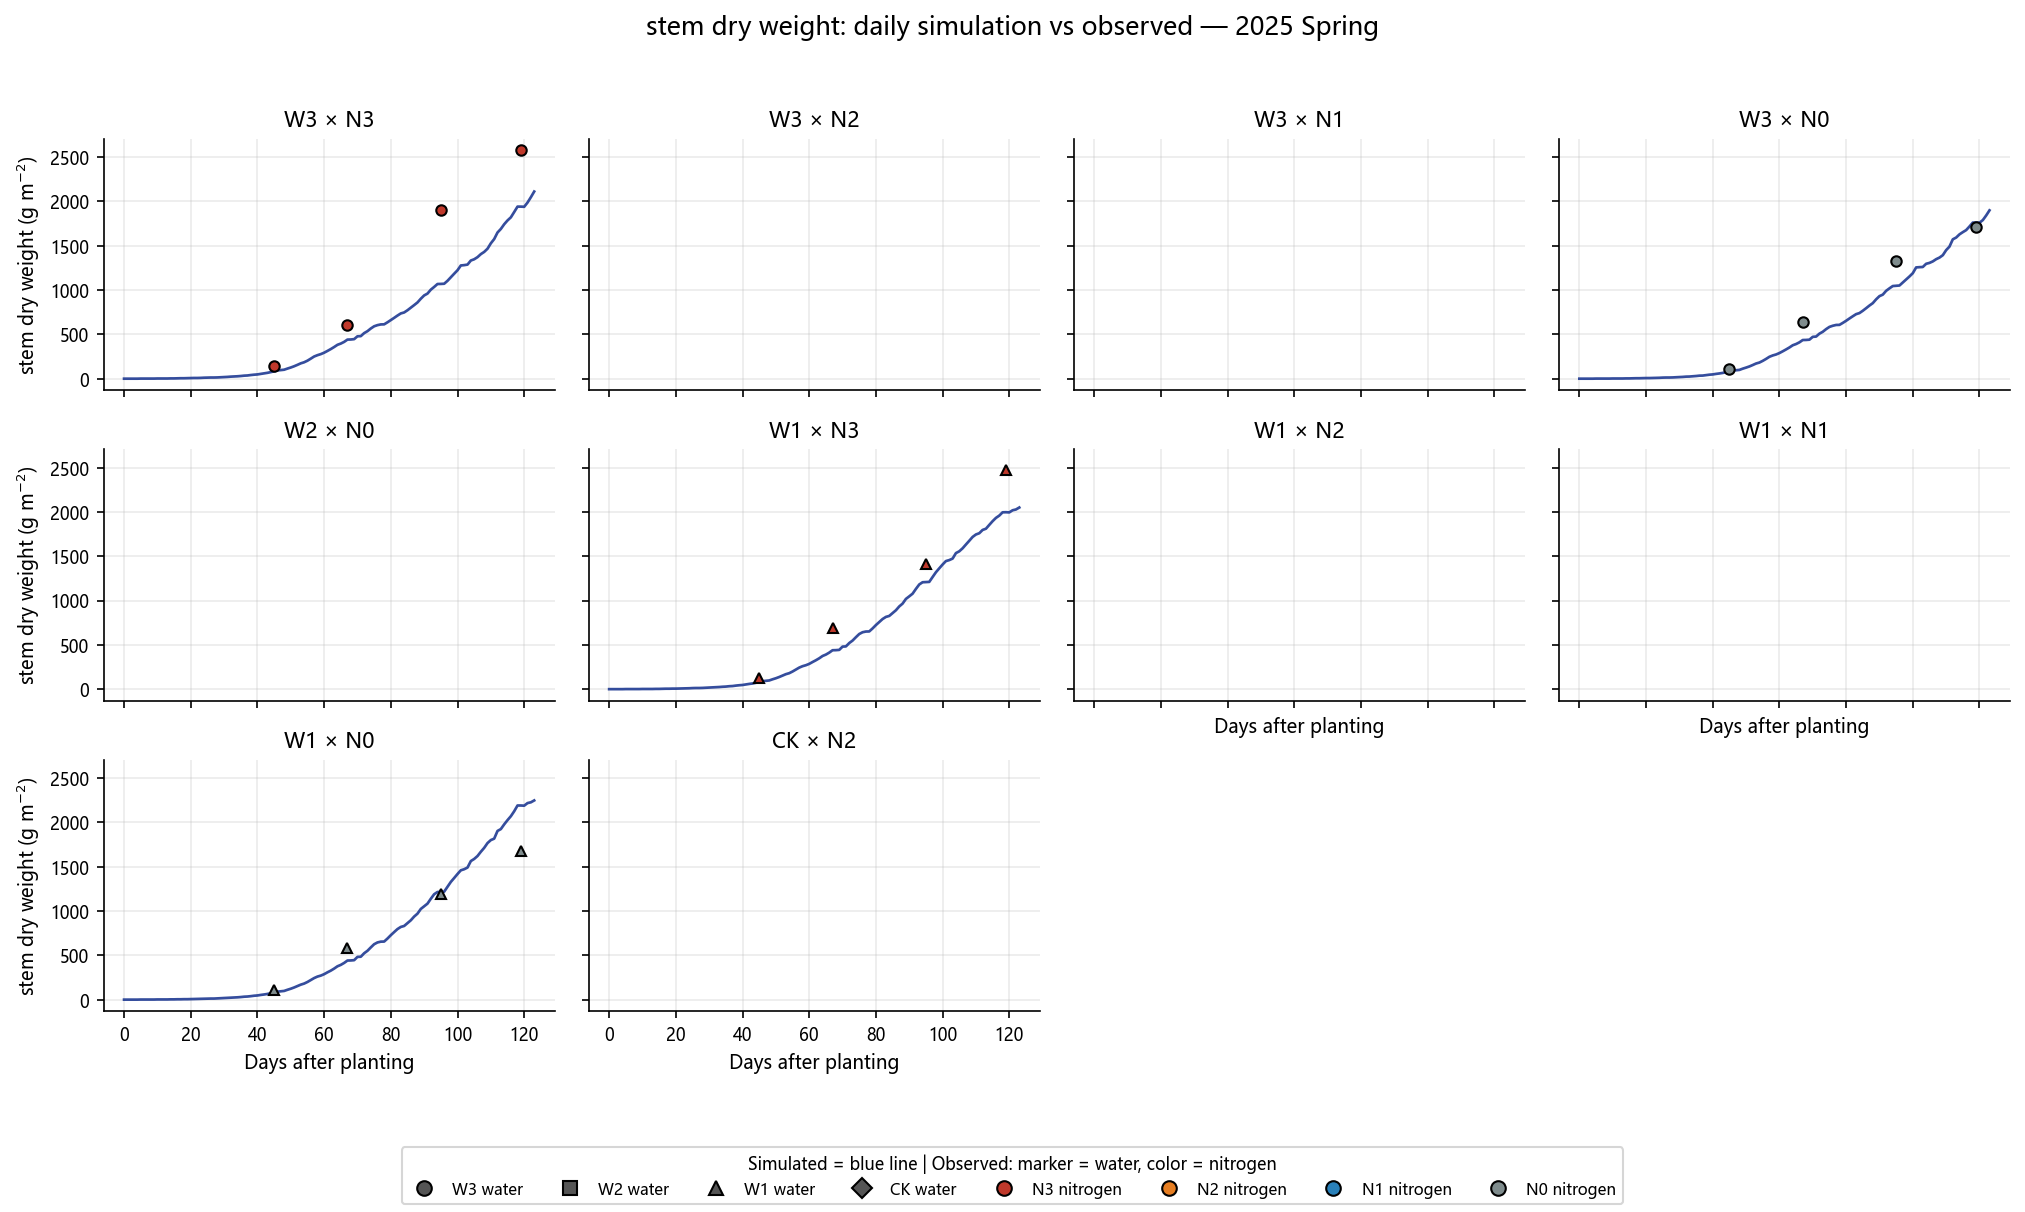 stem dry weight: daily simulation vs observed — 2025 Spring
W3 × N3
W3 × N2
W3 × N1
W3 × N0
stem dry weight (g m⁻²)
2500
2000
1500
1000
500
0
W2 × N0
W1 × N3
W1 × N2
W1 × N1
stem dry weight (g m⁻²)
2500
2000
1500
1000
500
0
Days after planting
Days after planting
W1 × N0
CK × N2
stem dry weight (g m⁻²)
2500
2000
1500
1000
500
0
0 20 40 60 80 100 120
0 20 40 60 80 100 120
Days after planting
Days after planting
Simulated = blue line | Observed: marker = water, color = nitrogen
W3 water W2 water W1 water CK water N3 nitrogen N2 nitrogen N1 nitrogen N0 nitrogen